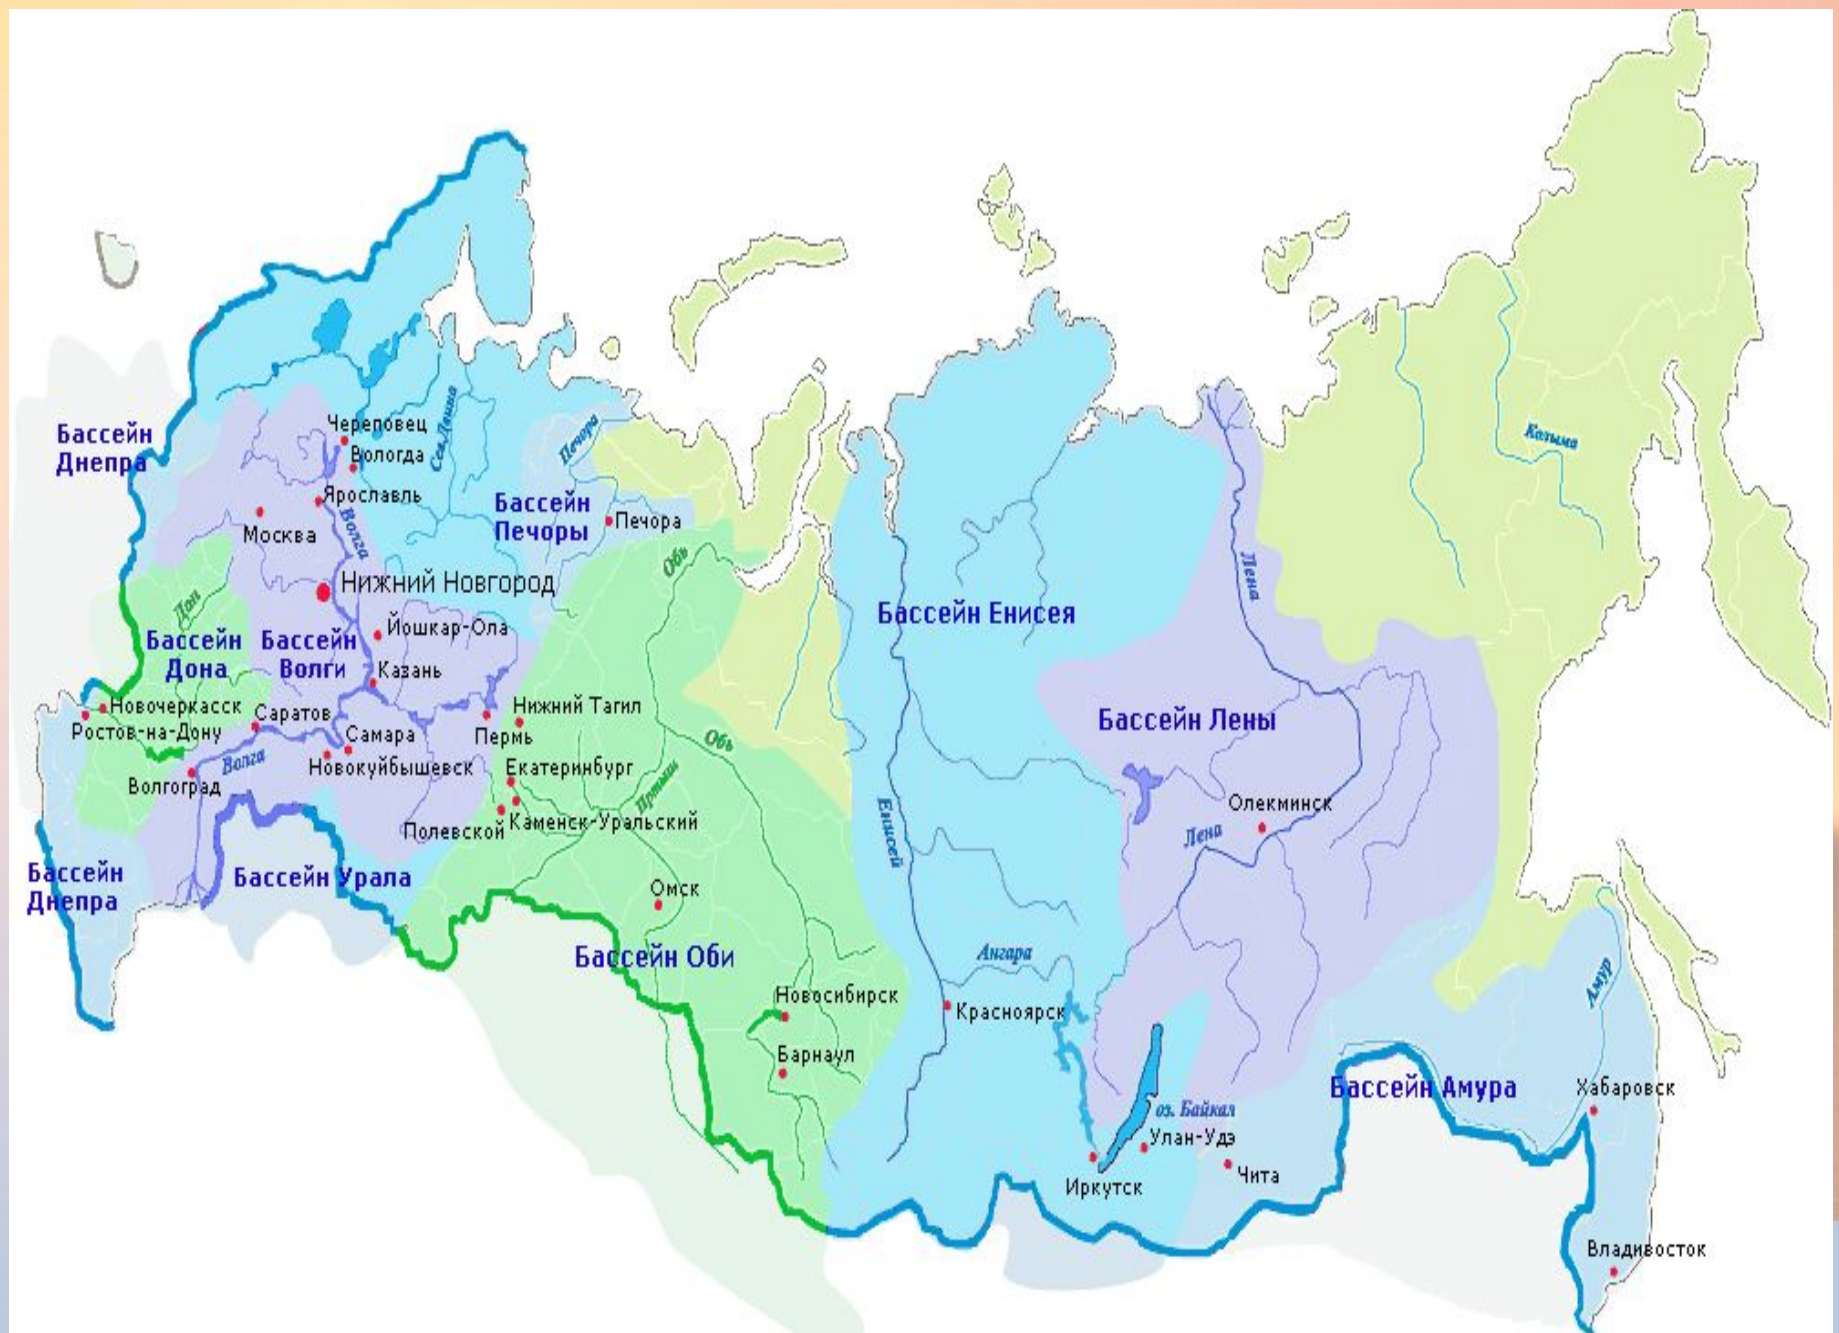 Бассейн
Днепра
Череповец
Вологда
Сев. Двина
Печора
Бассейн
Печоры
Печора
Ярославль
Волга
Москва
Нижний Новгород
Обь
Дон
Бассейн
Дона
Бассейн
Волги
Йошкар-Ола
Казань
Новочеркасск
Ростов-на-Дону
Саратов
Самара
Волга
Новокуйбышевск
Волгоград
Нижний Тагил
Пермь
Екатеринбург
Полевской
Каменск-Уральский
Обь
Иртыш
Бассейн
Днепра
Бассейн Урала
Омск
Бассейн Оби
Новосибирск
Барнаул
Бассейн Енисея
Енисей
Ангара
Красноярск
Лена
Бассейн Лены
Олекминск
Лена
Колыма
оз. Байкал
Улан-Удэ
Иркутск
Чита
Амур
Бассейн Амура
Хабаровск
Владивосток